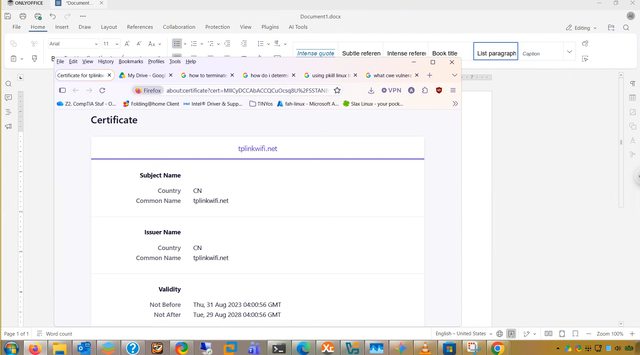 ONLYOFFICE
"Document1.docx
Document1.docx
File Home Insert Draw Layout References Collaboration Protection View Plugins AI Tools
Editing
Arial 11
Intense quote Subtle referen Intense referen Book title List paragraph Caption
File Edit View History Bookmarks Profiles Tools Help
Certificate for tplinkw
My Drive - Goog
how to terminat
how do i determ
using pkill linux
what cwe vulner
Firefox about:certificate?cert=
VPN
Z2. CompTIA Stuf - O
Folding@home Client
Intel® Driver & Supp
TINYos
fah-linux - Microsoft A
Slax Linux - your pock
Certificate
tplinkwifi.net
Subject Name
Country CN
Common Name tplinkwifi.net
Issuer Name
Country CN
Common Name tplinkwifi.net
Validity
Not Before Thu, 31 Aug 2023 04:00:56 GMT
Not After Tue, 29 Aug 2028 04:00:56 GMT
Page 1 of 1 Word count English – United States Zoom 100%